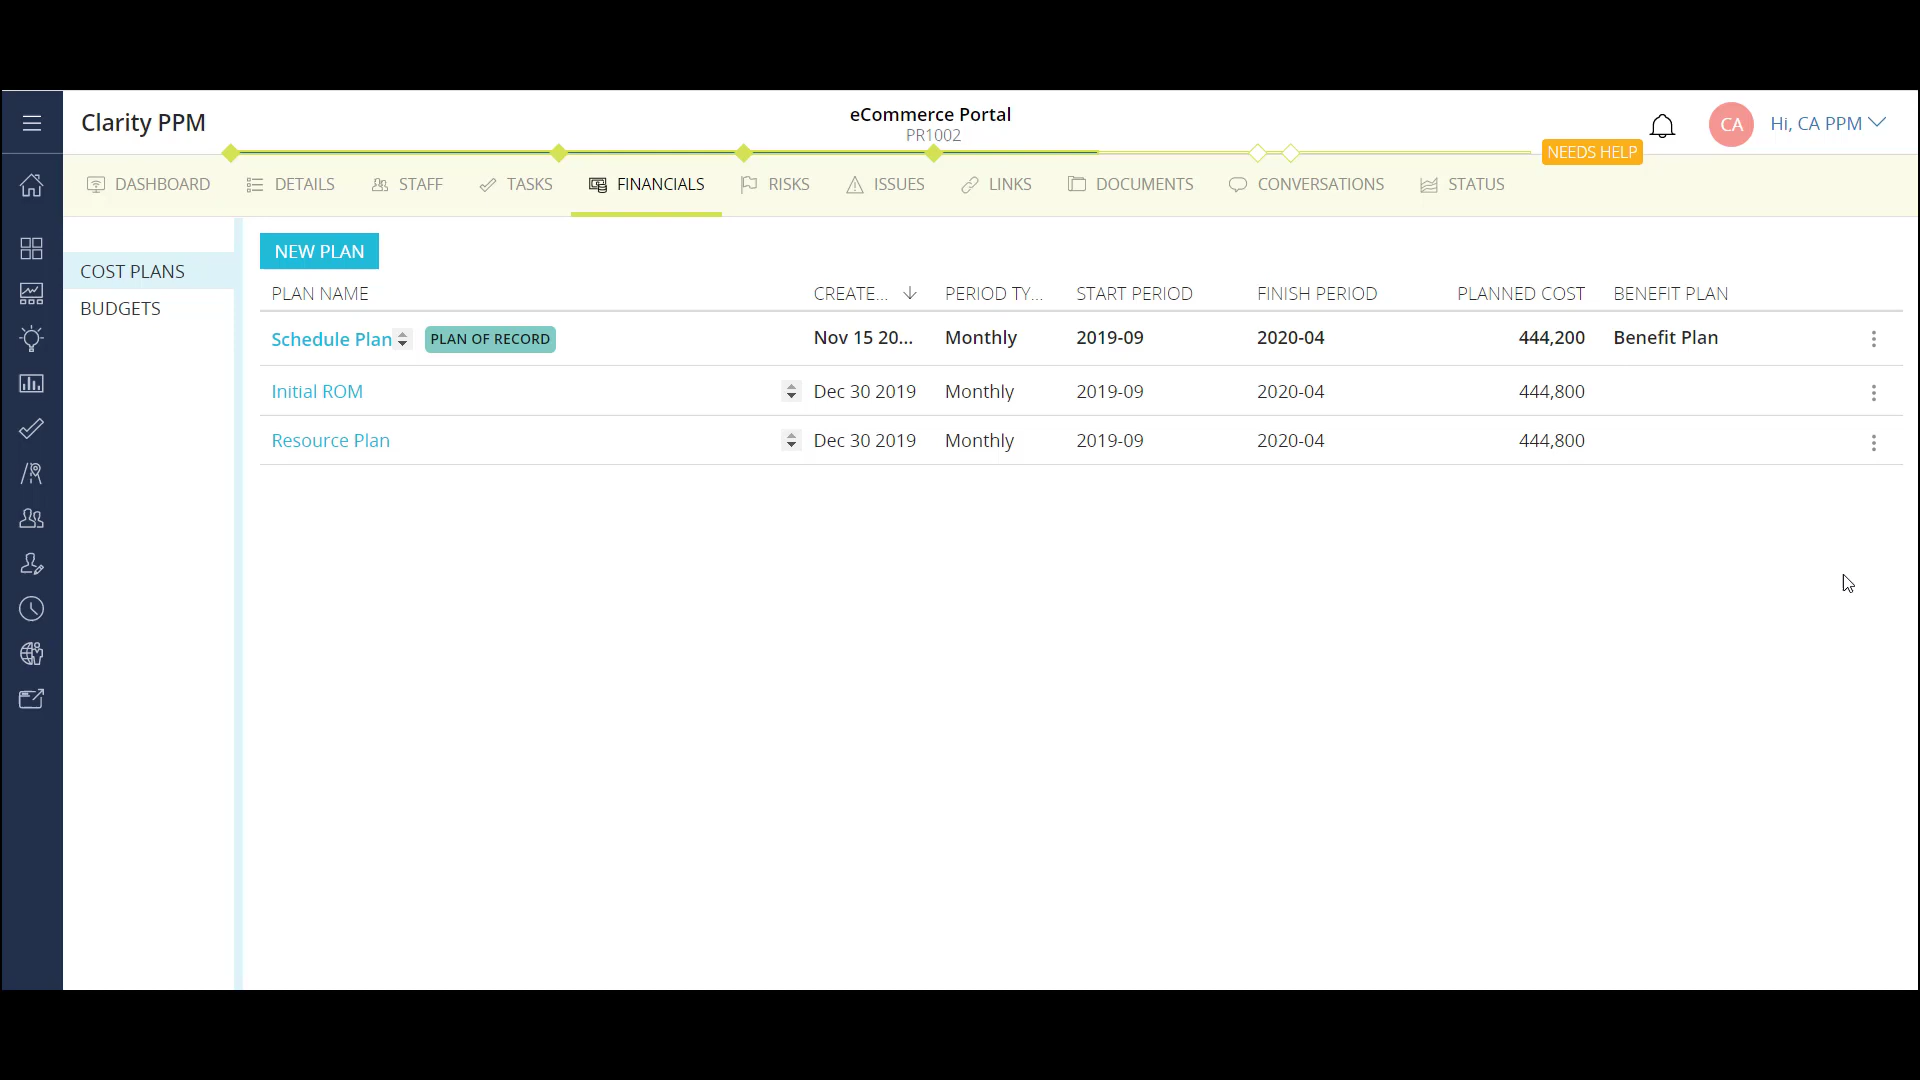 Clarity PPM
eCommerce Portal
PR1002
CA
Hi, CA PPM
NEEDS HELP
DASHBOARD DETAILS STAFF TASKS FINANCIALS RISKS ISSUES LINKS DOCUMENTS CONVERSATIONS STATUS
COST PLANS
BUDGETS
NEW PLAN
PLAN NAME CREATE... PERIOD TY... START PERIOD FINISH PERIOD PLANNED COST BENEFIT PLAN
Schedule Plan PLAN OF RECORD Nov 15 20... Monthly 2019-09 2020-04 444,200 Benefit Plan
Initial ROM Dec 30 2019 Monthly 2019-09 2020-04 444,800
Resource Plan Dec 30 2019 Monthly 2019-09 2020-04 444,800